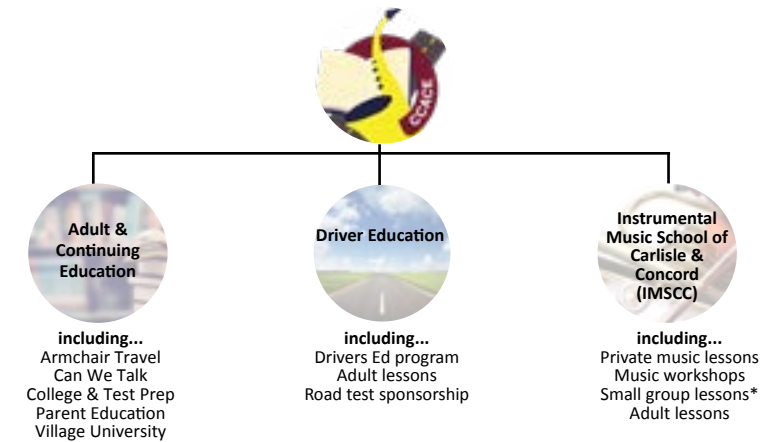 CCACE
Adult &
Continuing
Education
including...
Armchair Travel
Can We Talk
College & Test Prep
Parent Education
Village University
Driver Education
including...
Drivers Ed program
Adult lessons
Road test sponsorship
Instrumental
Music School of
Carlisle &
Concord
(IMSCC)
including...
Private music lessons
Music workshops
Small group lessons*
Adult lessons